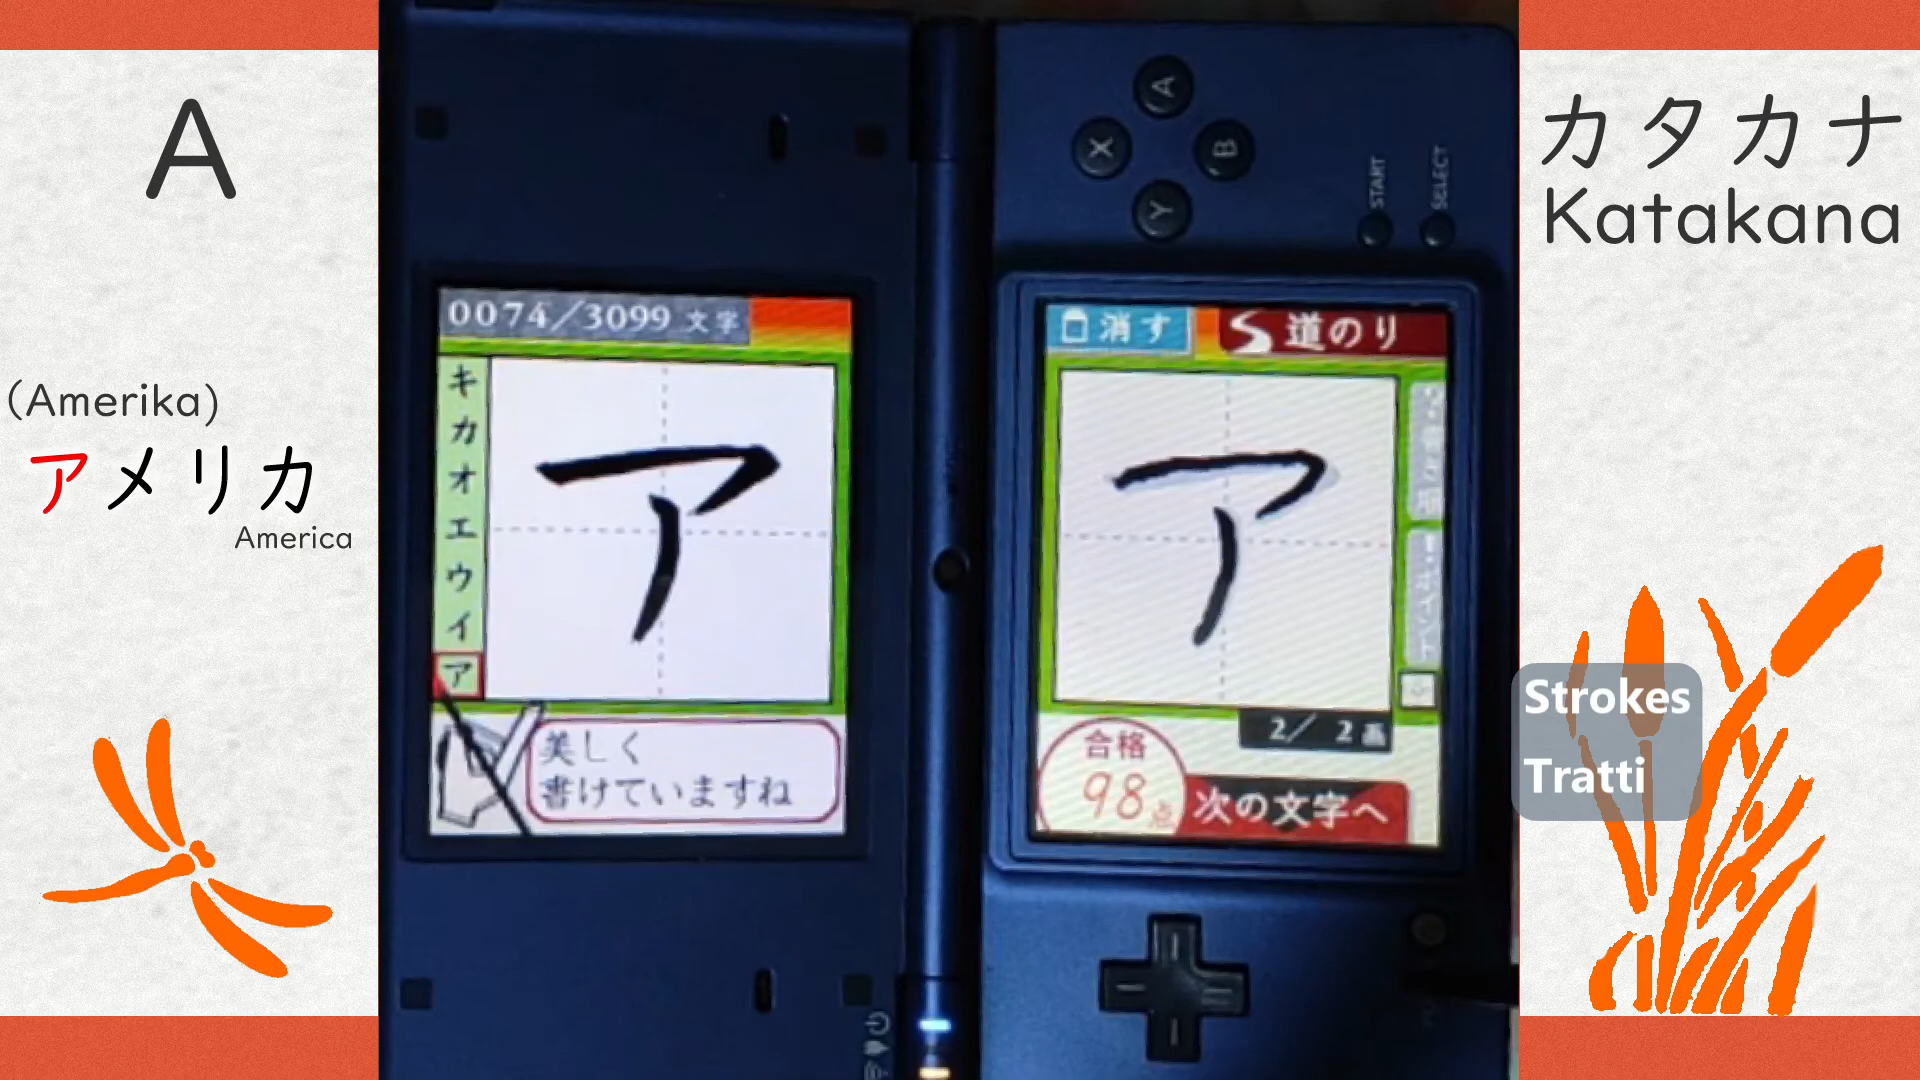 A
(Amerika)
アメリカ
America
0074/3099 文字
キ
カ
オ
エ
ウ
イ
ア
美しく
書けていますね
A
X
B
Y
START
SELECT
消す
道のり
ア
ア
2/ 2画
合格
98点
次の文字へ
カタカナ
Katakana
Strokes
Tratti